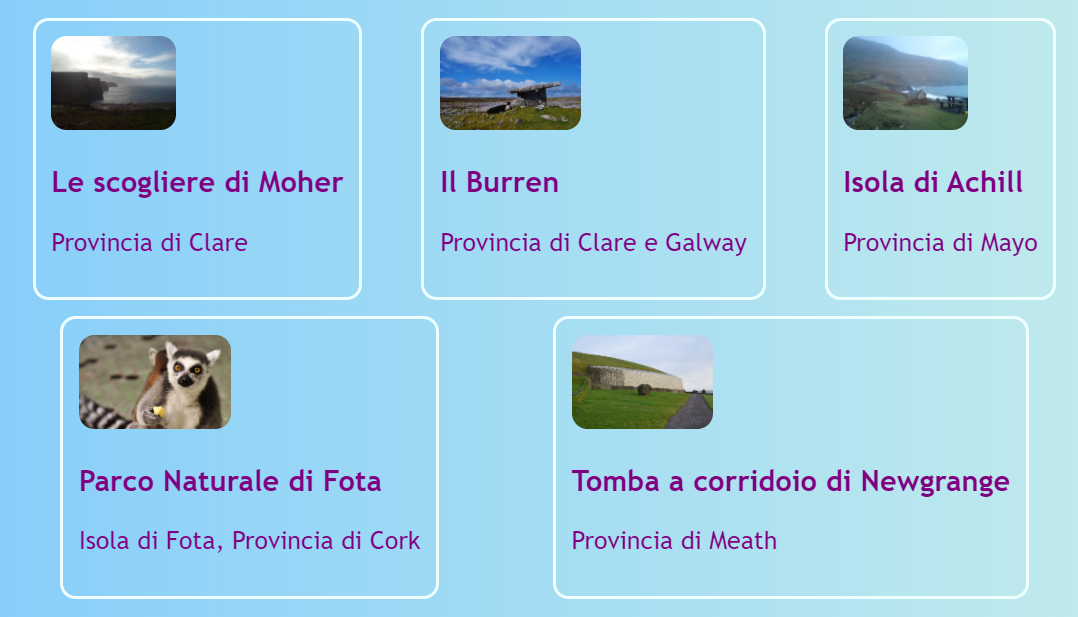 Le scogliere di Moher
Provincia di Clare
Il Burren
Provincia di Clare e Galway
Isola di Achill
Provincia di Mayo
Parco Naturale di Fota
Isola di Fota, Provincia di Cork
Tomba a corridoio di Newgrange
Provincia di Meath